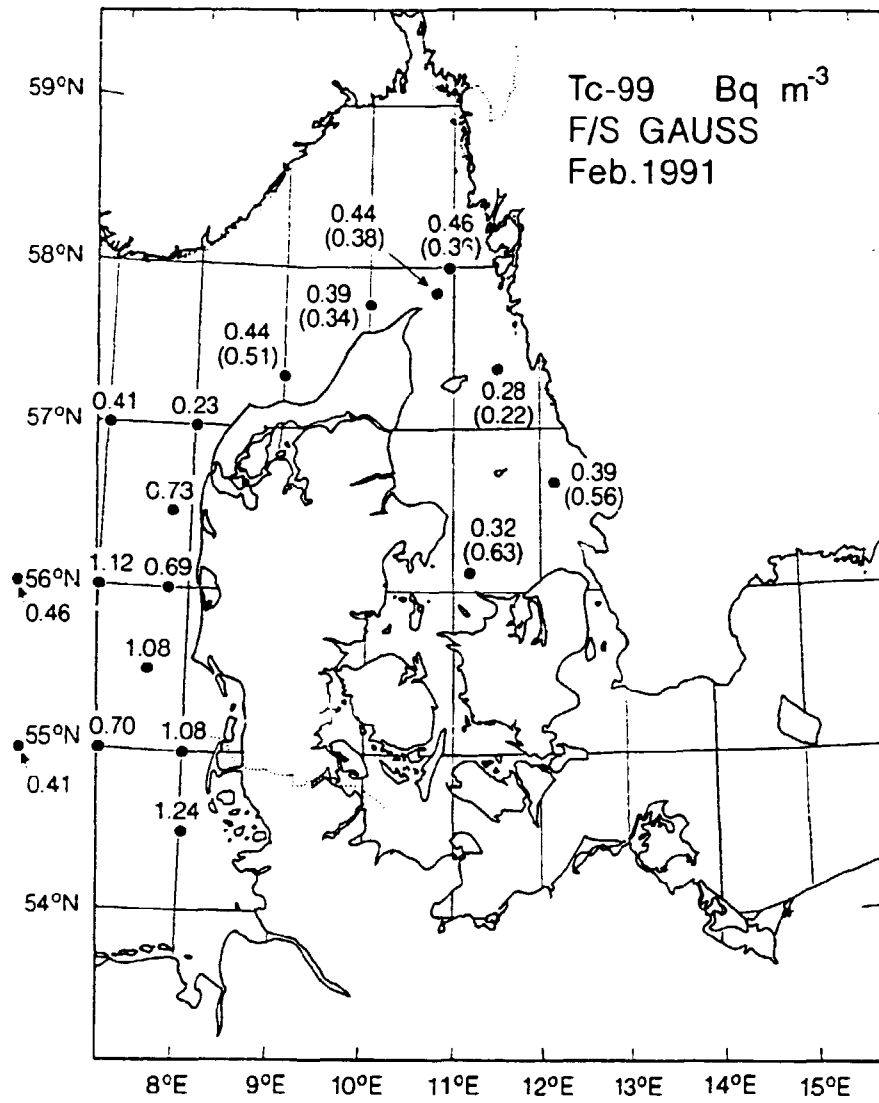 59°N
Tc-99 Bq m-3
F/S GAUSS
Feb.1991
0.44
(0.38)
0.46
(0.36)
58°N
0.39
(0.34)
0.44
(0.51)
0.28
(0.22)
57°N
0.41
0.23
0.73
0.39
(0.56)
0.32
(0.63)
56°N
1.12
0.69
0.46
1.08
55°N
0.70
1.08
0.41
1.24
54°N
8°E 9°E 10°E 11°E 12°E 13°E 14°E 15°E